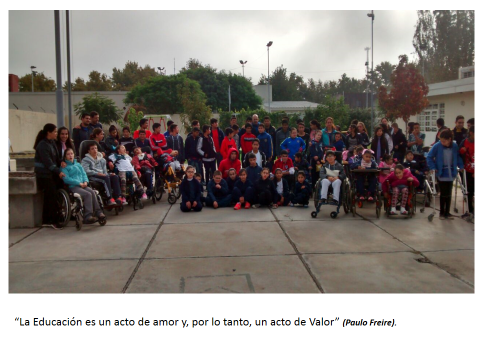 “La Educación es un acto de amor y, por lo tanto, un acto de Valor” (Paulo Freire).